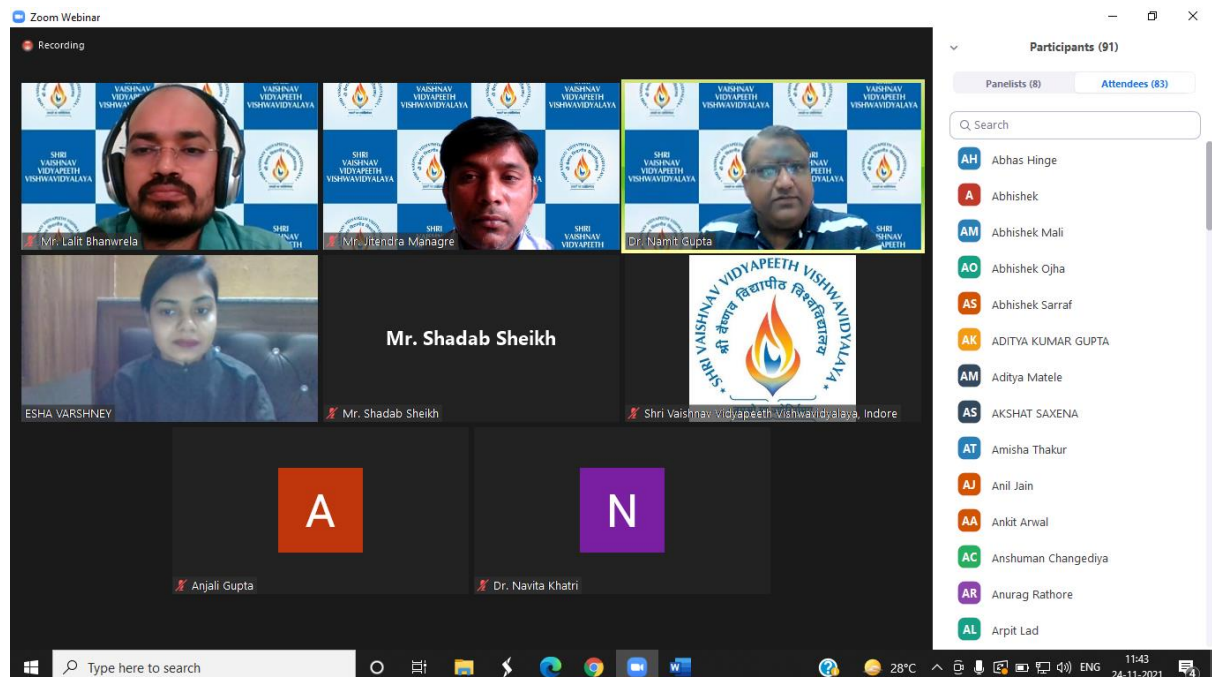 Zoom Webinar
Recording
Participants (91)
Panelists (8)
Attendees (83)
Search
SHRI VAISHNAV VIDYAPEETH VISHWAVIDYALAYA
Mr. Lalit Bhanwrela
Mr. Jitendra Managre
Dr. Namit Gupta
ESHA VARSHNEY
Mr. Shadab Sheikh
Mr. Shadab Sheikh
SHRI VAISHNAV VIDYAPEETH VISHWAVIDYALAYA
श्री वैष्णव विद्यापीठ विश्वविद्यालय
Shri Vaishnav Vidyapeeth Vishwavidyalaya, Indore
A
Anjali Gupta
N
Dr. Navita Khatri
AH Abhas Hinge
A Abhishek
AM Abhishek Mali
AO Abhishek Ojha
AS Abhishek Sarraf
AK ADITYA KUMAR GUPTA
AM Aditya Matele
AS AKSHAT SAXENA
AT Amisha Thakur
AJ Anil Jain
AA Ankit Arwal
AC Anshuman Changediya
AR Anurag Rathore
AL Arpit Lad
Type here to search
28°C
ENG
11:43
24-11-2021
4